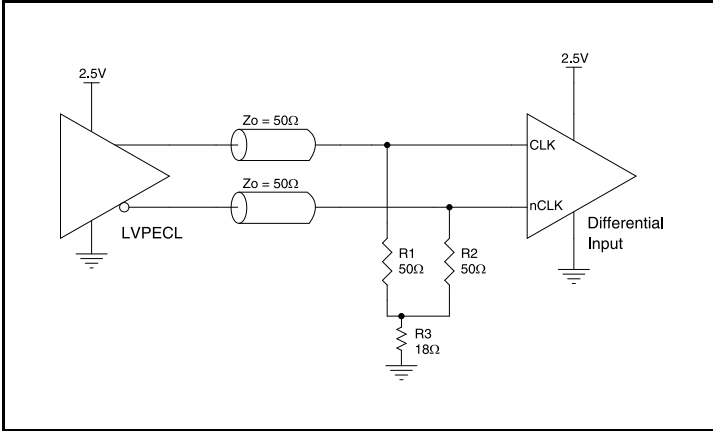 2.5V
2.5V
Zo = 50Ω
CLK
Zo = 50Ω
nCLK
LVPECL
Differential
Input
R1
50Ω
R2
50Ω
R3
18Ω